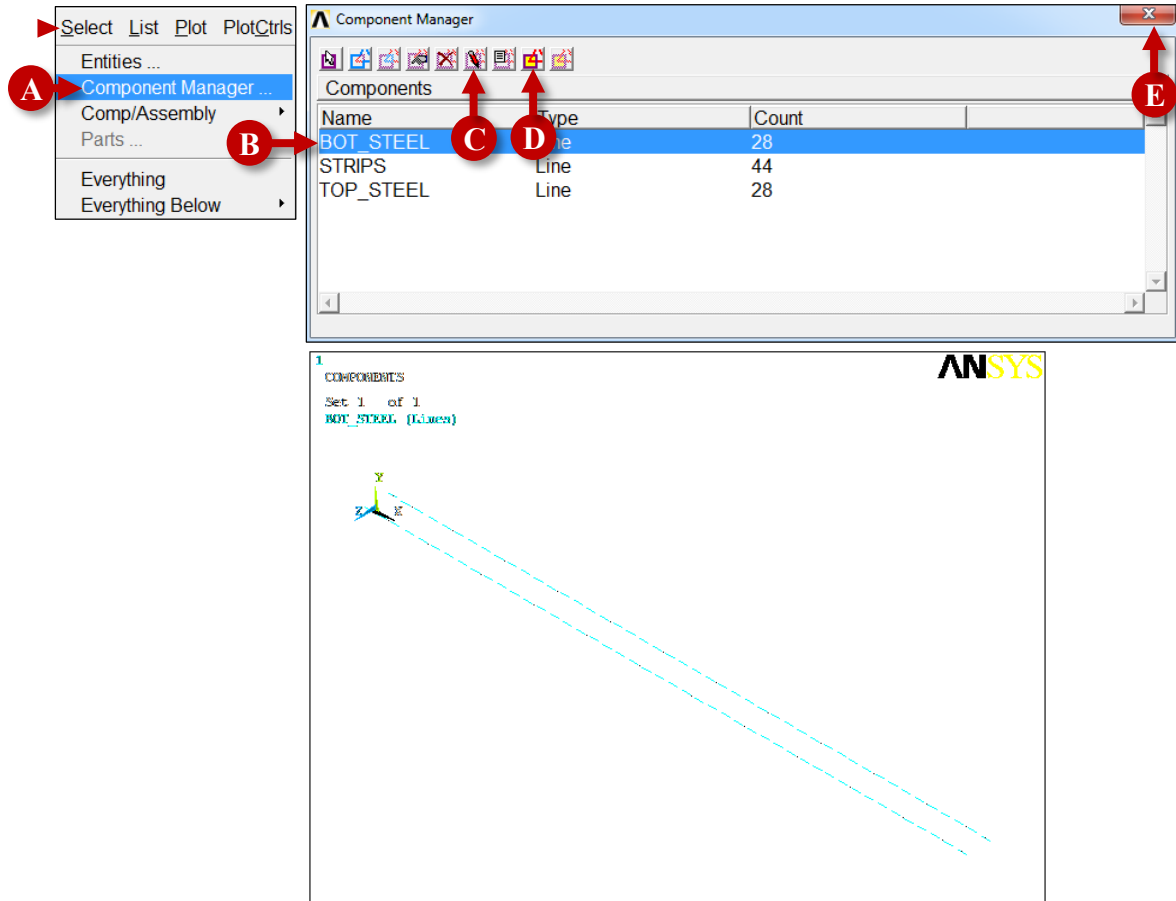 Select List Plot PlotCtrls
Entities ...
A
Component Manager ...
Comp/Assembly
Parts ...
Everything
Everything Below
Component Manager
E
Components
Name Type Count
B
C
D
BOT_STEEL 28
STRIPS Line 44
TOP_STEEL Line 28
1
ANSYS
COMPONENTS
Set 1 of 1
BOT_STEEL (Lines)
Y
Z X